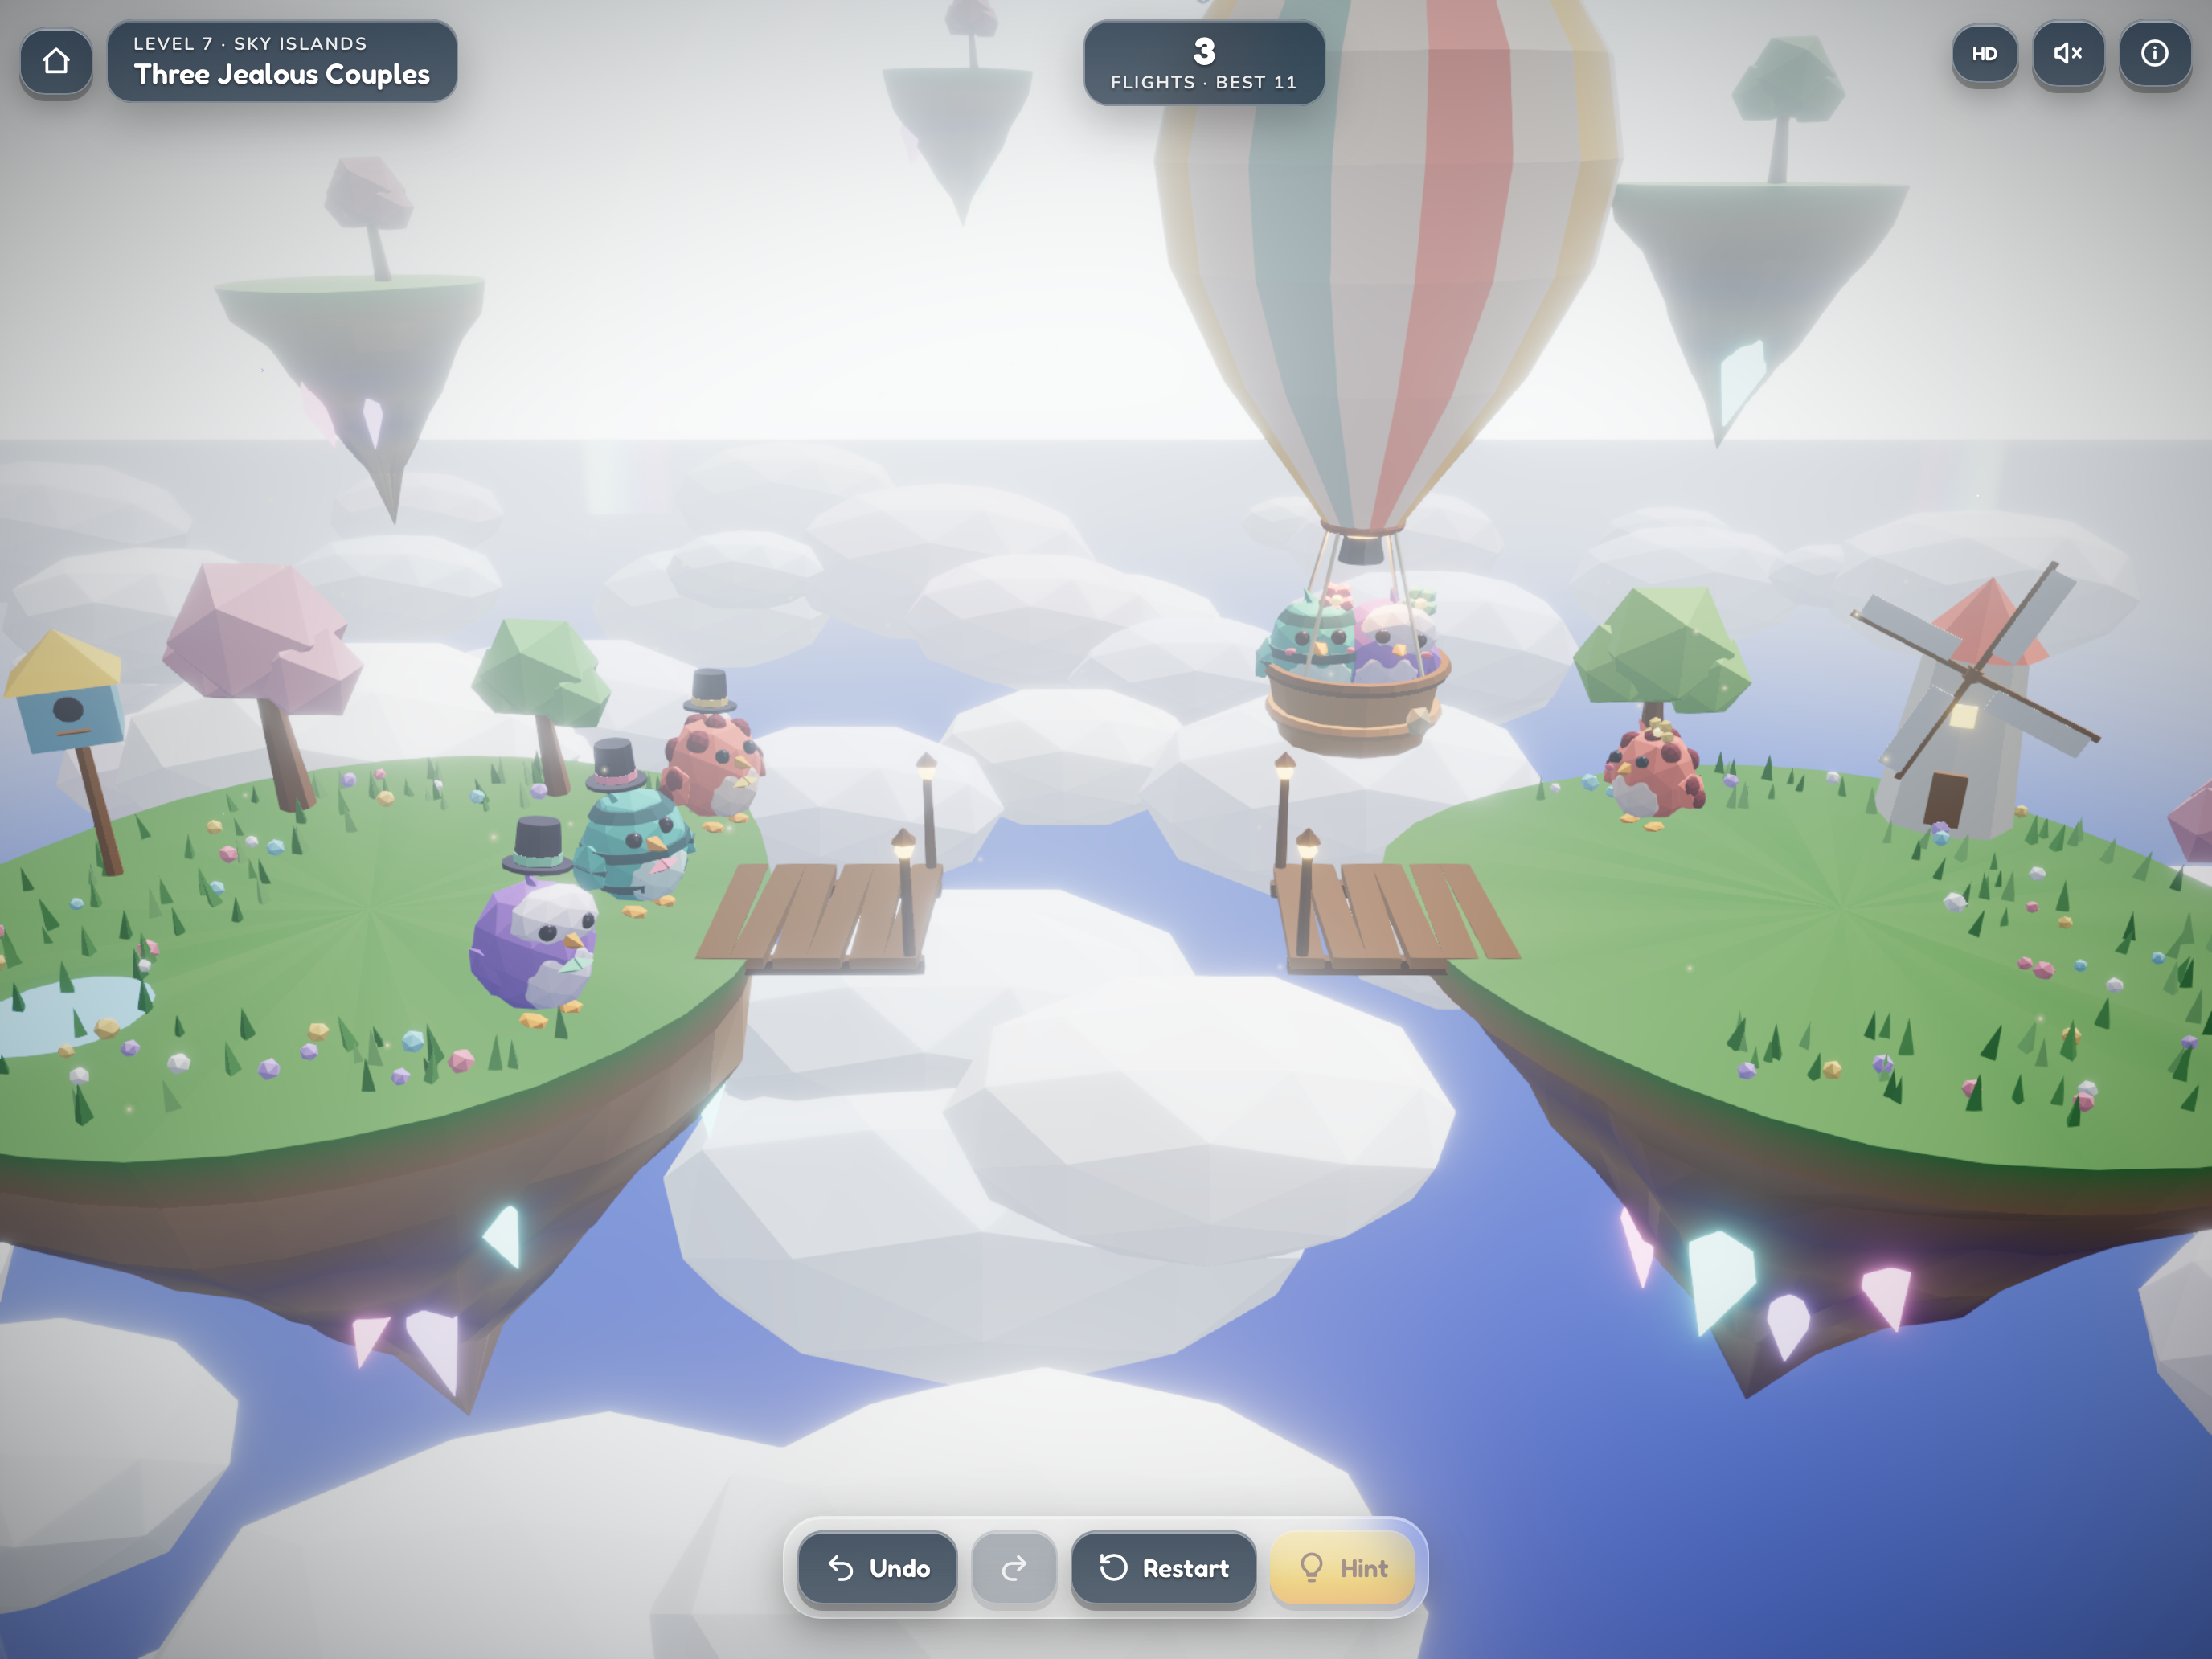 LEVEL 7 · SKY ISLANDS
Three Jealous Couples
3
FLIGHTS · BEST 11
HD
Undo
Restart
Hint